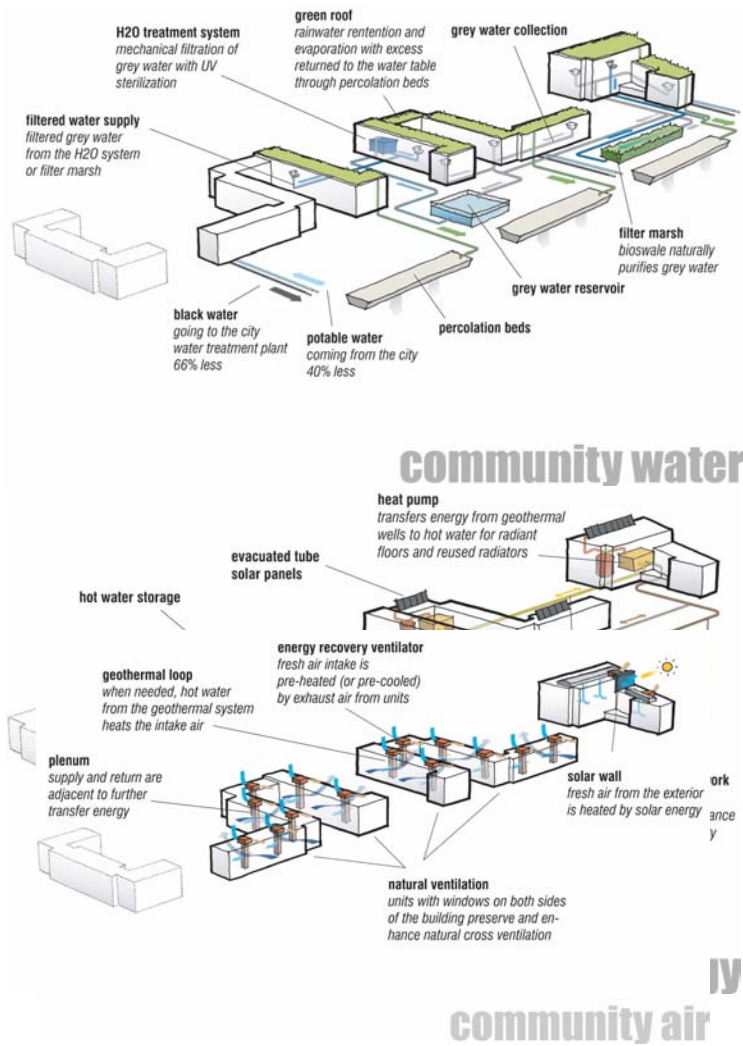 H2O treatment system
mechanical filtration of
grey water with UV
sterilization
green roof
rainwater rentention and
evaporation with excess
returned to the water table
through percolation beds
grey water collection
filtered water supply
filtered grey water
from the H2O system
or filter marsh
filter marsh
bioswale naturally
purifies grey water
grey water reservoir
percolation beds
black water
going to the city
water treatment plant
66% less
potable water
coming from the city
40% less
community water
heat pump
transfers energy from geothermal
wells to hot water for radiant
floors and reused radiators
evacuated tube
solar panels
hot water storage
energy recovery ventilator
fresh air intake is
pre-heated (or pre-cooled)
by exhaust air from units
geothermal loop
when needed, hot water
from the geothermal system
heats the intake air
plenum
supply and return are
adjacent to further
transfer energy
solar wall
fresh air from the exterior
is heated by solar energy
ork
ance
y
natural ventilation
units with windows on both sides
of the building preserve and en-
hance natural cross ventilation
gy
community air